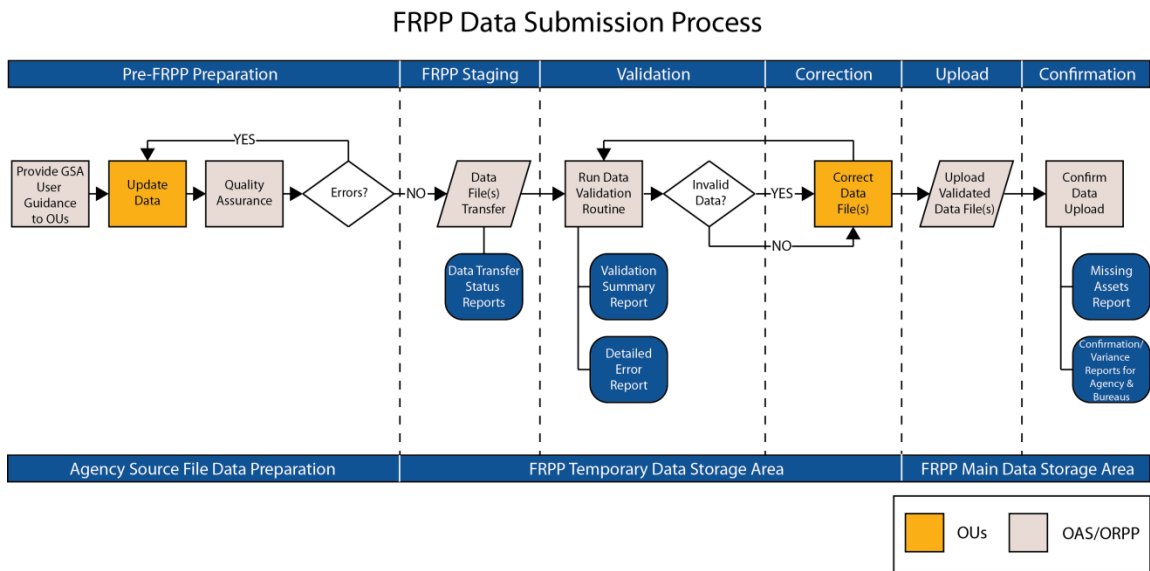 FRPP Data Submission Process
Pre-FRPP Preparation
FRPP Staging
Validation
Correction
Upload
Confirmation
YES
Provide GSA
User
Guidance
to OUs
Update
Data
Quality
Assurance
Errors?
NO
Data
File(s)
Transfer
Run Data
Validation
Routine
Invalid
Data?
YES
NO
Correct
Data
File(s)
Upload
Validated
Data File(s)
Confirm
Data
Upload
Data Transfer
Status
Reports
Validation
Summary
Report
Detailed
Error
Report
Missing
Assets
Report
Confirmation/
Variance
Reports for
Agency &
Bureaus
Agency Source File Data Preparation
FRPP Temporary Data Storage Area
FRPP Main Data Storage Area
OUs
OAS/ORPP